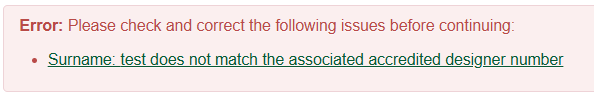 Error: Please check and correct the following issues before continuing:
• Surname: test does not match the associated accredited designer number